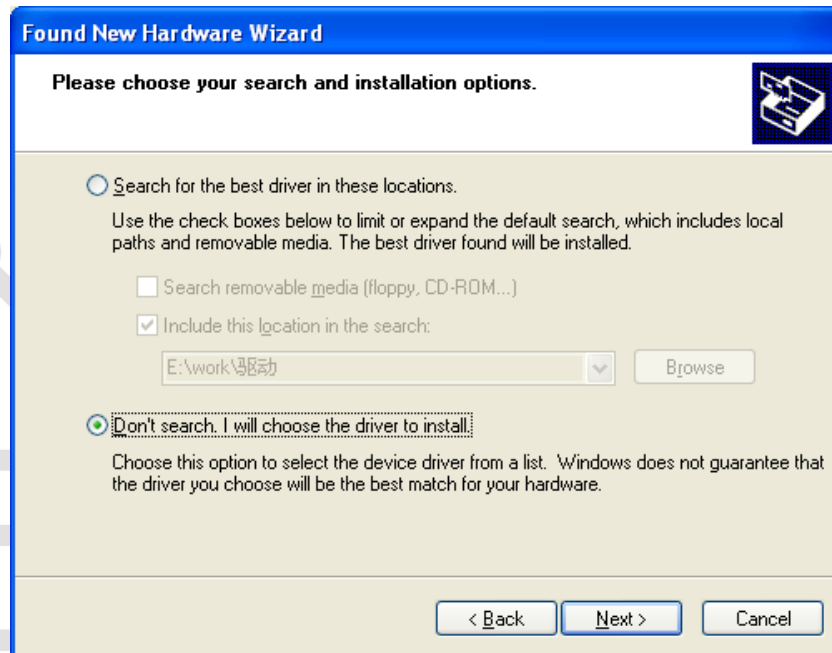 Found New Hardware Wizard
Please choose your search and installation options.
Search for the best driver in these locations.
Use the check boxes below to limit or expand the default search, which includes local
paths and removable media. The best driver found will be installed.
Search removable media (floppy, CD-ROM...)
Include this location in the search:
E:\work\驱动
Browse
Don't search. I will choose the driver to install.
Choose this option to select the device driver from a list. Windows does not guarantee that
the driver you choose will be the best match for your hardware.
< Back Next > Cancel